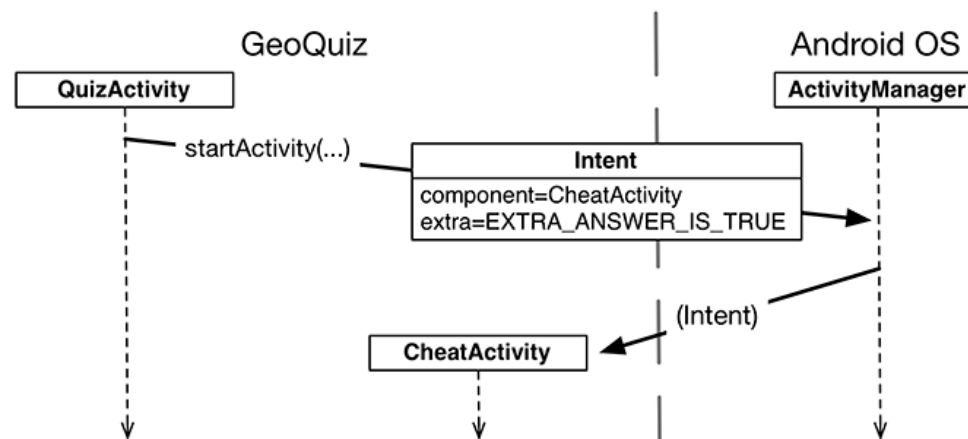 GeoQuiz
Android OS
QuizActivity
ActivityManager
startActivity(...)
Intent
component=CheatActivity
extra=EXTRA_ANSWER_IS_TRUE
(Intent)
CheatActivity